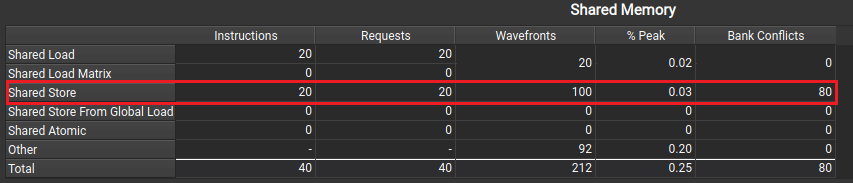 Shared Memory
Instructions Requests Wavefronts % Peak Bank Conflicts
Shared Load 20 20 20 0.02 0
Shared Load Matrix 0 0
Shared Store 20 20 100 0.03 80
Shared Store From Global Load 0 0 0 0 0
Shared Atomic 0 0 0 0 0
Other - - 92 0.20 0
Total 40 40 212 0.25 80